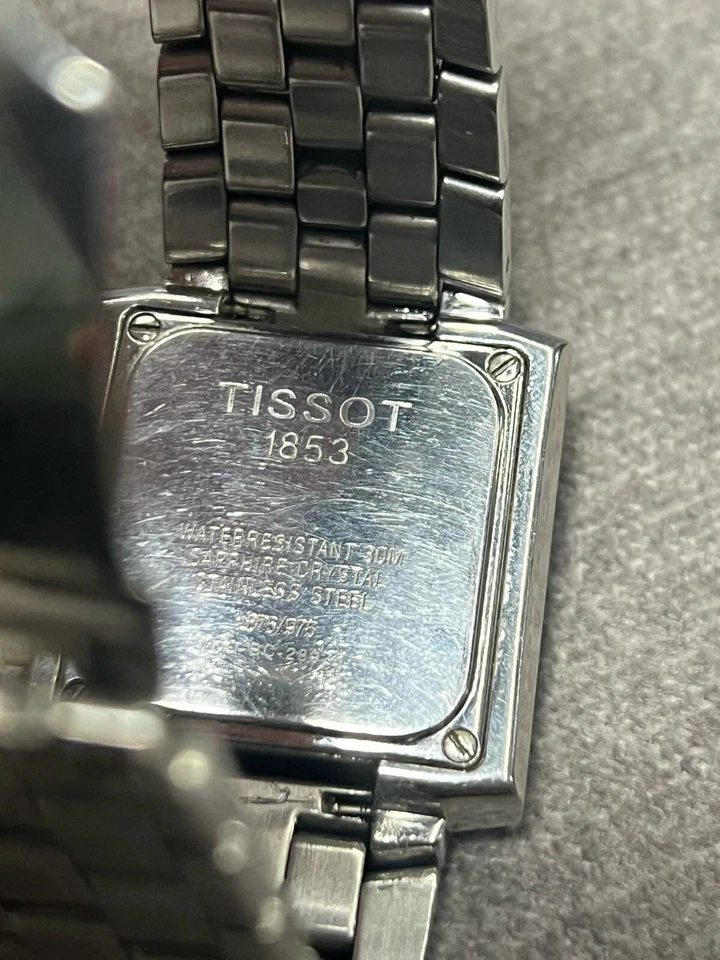 TISSOT
1853
WATERRESISTANT 30M
SAPPHIRE CRYSTAL
STAINLESS STEEL